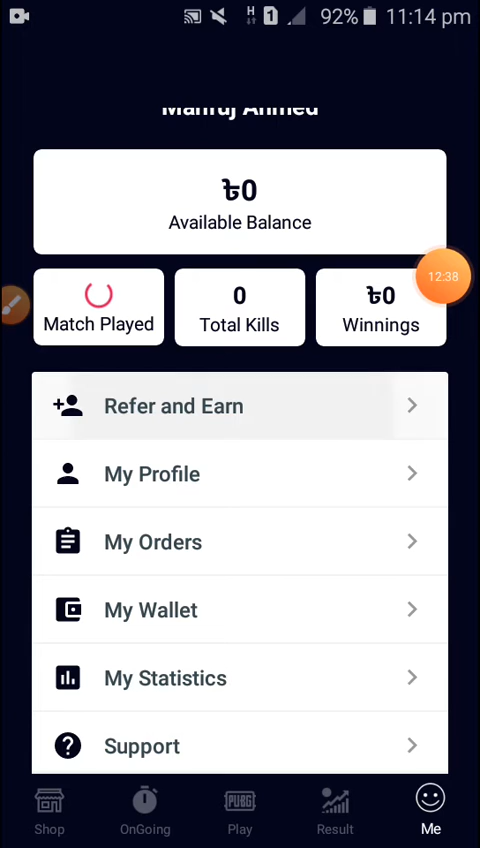 H
1
92%
11:14 pm
৳0
Available Balance
12:38
Match Played
0
Total Kills
৳0
Winnings
Refer and Earn
My Profile
My Orders
My Wallet
My Statistics
Support
Shop
OnGoing
PUBG
Play
Result
Me